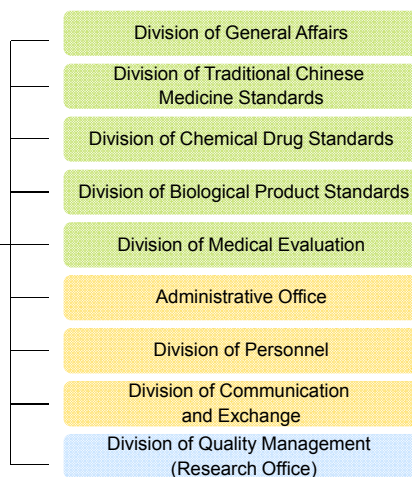 Division of General Affairs
Division of Traditional Chinese
Medicine Standards
Division of Chemical Drug Standards
Division of Biological Product Standards
Division of Medical Evaluation
Administrative Office
Division of Personnel
Division of Communication
and Exchange
Division of Quality Management
(Research Office)